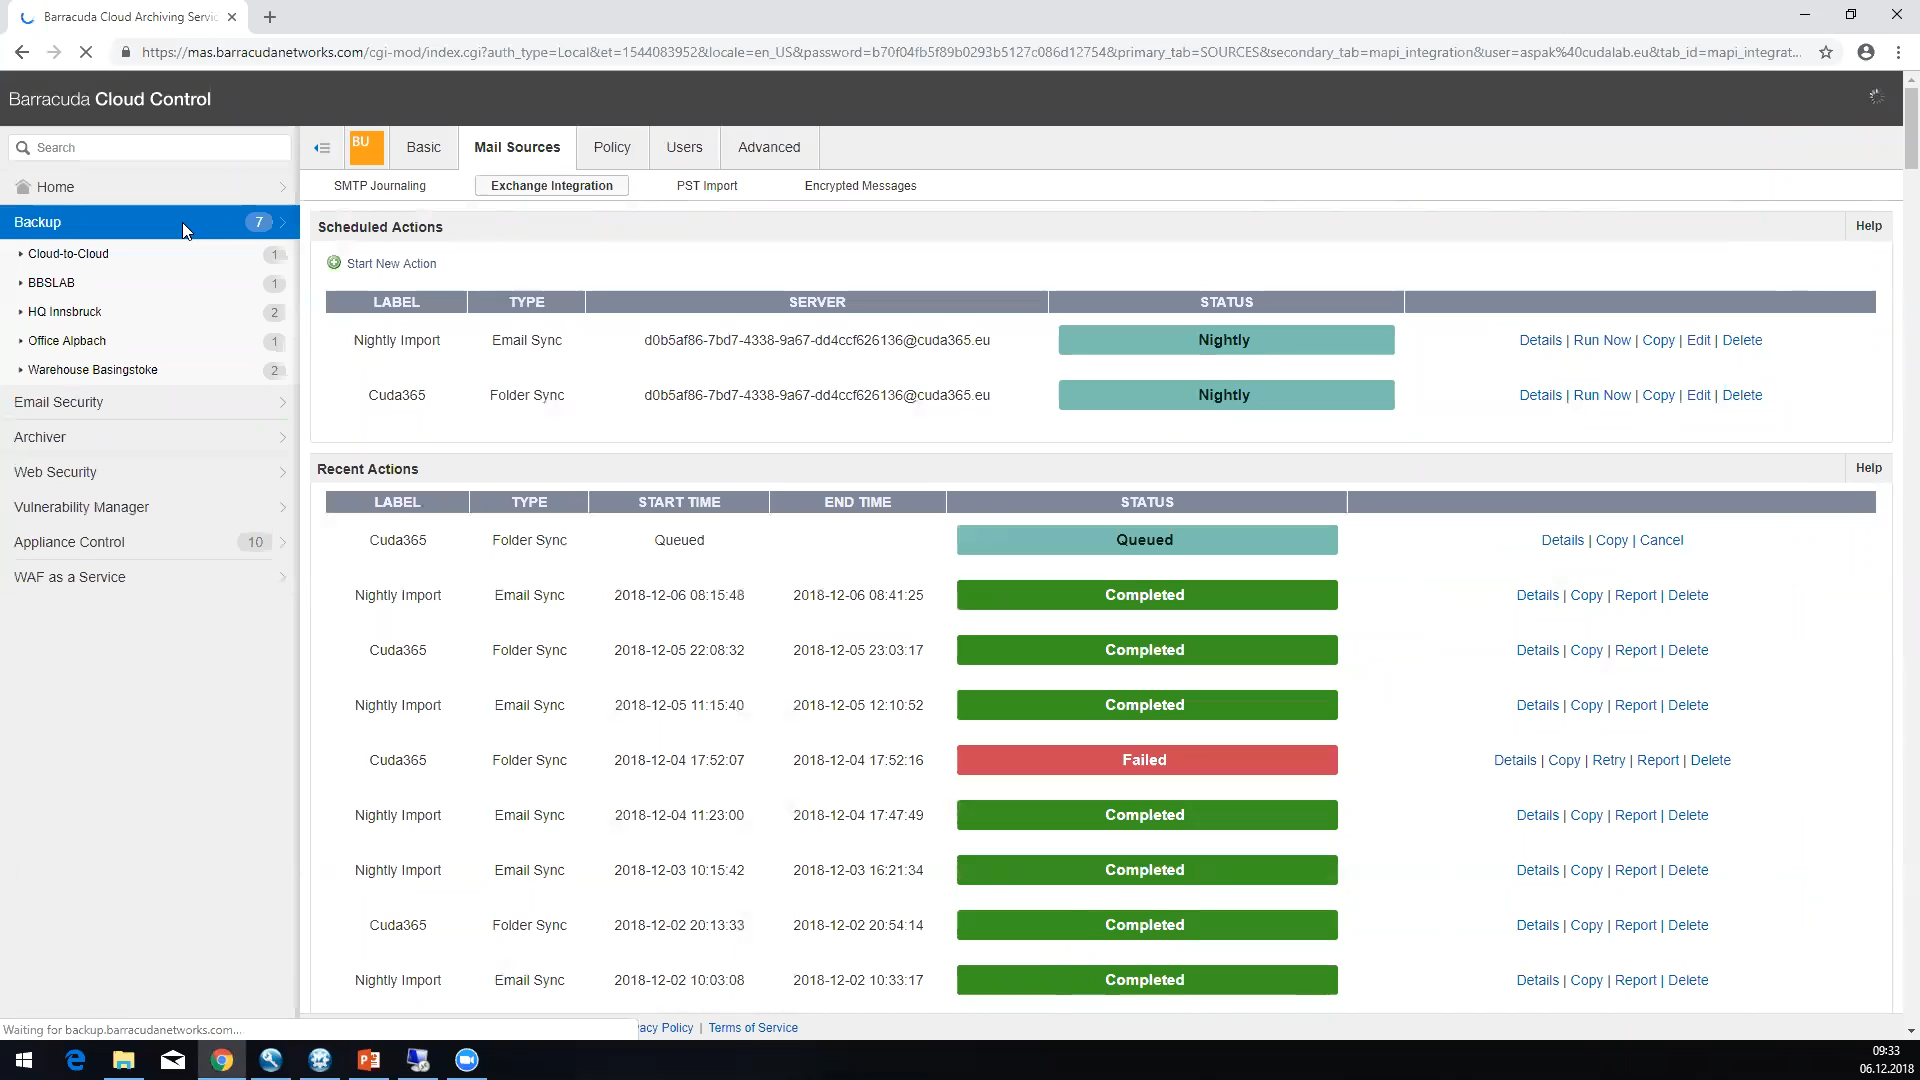 Barracuda Cloud Archiving Servic
https://mas.barracudanetworks.com/cgi-mod/index.cgi?auth_type=Local&et=1544083952&locale=en_US&password=b70f04fb5f89b0293b5127c086d12754&primary_tab=SOURCES&secondary_tab=mapi_integration&user=aspak%40cudalab.eu&tab_id=mapi_integrat...
Barracuda Cloud Control
Search
Home
Backup 7
Cloud-to-Cloud 1
BBSLAB 1
HQ Innsbruck 2
Office Alpbach 1
Warehouse Basingstoke 2
Email Security
Archiver
Web Security
Vulnerability Manager
Appliance Control 10
WAF as a Service
BU Basic Mail Sources Policy Users Advanced
SMTP Journaling Exchange Integration PST Import Encrypted Messages
Scheduled Actions Help
Start New Action
LABEL TYPE SERVER STATUS
Nightly Import Email Sync d0b5af86-7bd7-4338-9a67-dd4ccf626136@cuda365.eu Nightly Details | Run Now | Copy | Edit | Delete
Cuda365 Folder Sync d0b5af86-7bd7-4338-9a67-dd4ccf626136@cuda365.eu Nightly Details | Run Now | Copy | Edit | Delete
Recent Actions Help
LABEL TYPE START TIME END TIME STATUS
Cuda365 Folder Sync Queued Queued Details | Copy | Cancel
Nightly Import Email Sync 2018-12-06 08:15:48 2018-12-06 08:41:25 Completed Details | Copy | Report | Delete
Cuda365 Folder Sync 2018-12-05 22:08:32 2018-12-05 23:03:17 Completed Details | Copy | Report | Delete
Nightly Import Email Sync 2018-12-05 11:15:40 2018-12-05 12:10:52 Completed Details | Copy | Report | Delete
Cuda365 Folder Sync 2018-12-04 17:52:07 2018-12-04 17:52:16 Failed Details | Copy | Retry | Report | Delete
Nightly Import Email Sync 2018-12-04 11:23:00 2018-12-04 17:47:49 Completed Details | Copy | Report | Delete
Nightly Import Email Sync 2018-12-03 10:15:42 2018-12-03 16:21:34 Completed Details | Copy | Report | Delete
Cuda365 Folder Sync 2018-12-02 20:13:33 2018-12-02 20:54:14 Completed Details | Copy | Report | Delete
Nightly Import Email Sync 2018-12-02 10:03:08 2018-12-02 10:33:17 Completed Details | Copy | Report | Delete
Waiting for backup.barracudanetworks.com... vacy Policy | Terms of Service
09:33
06.12.2018